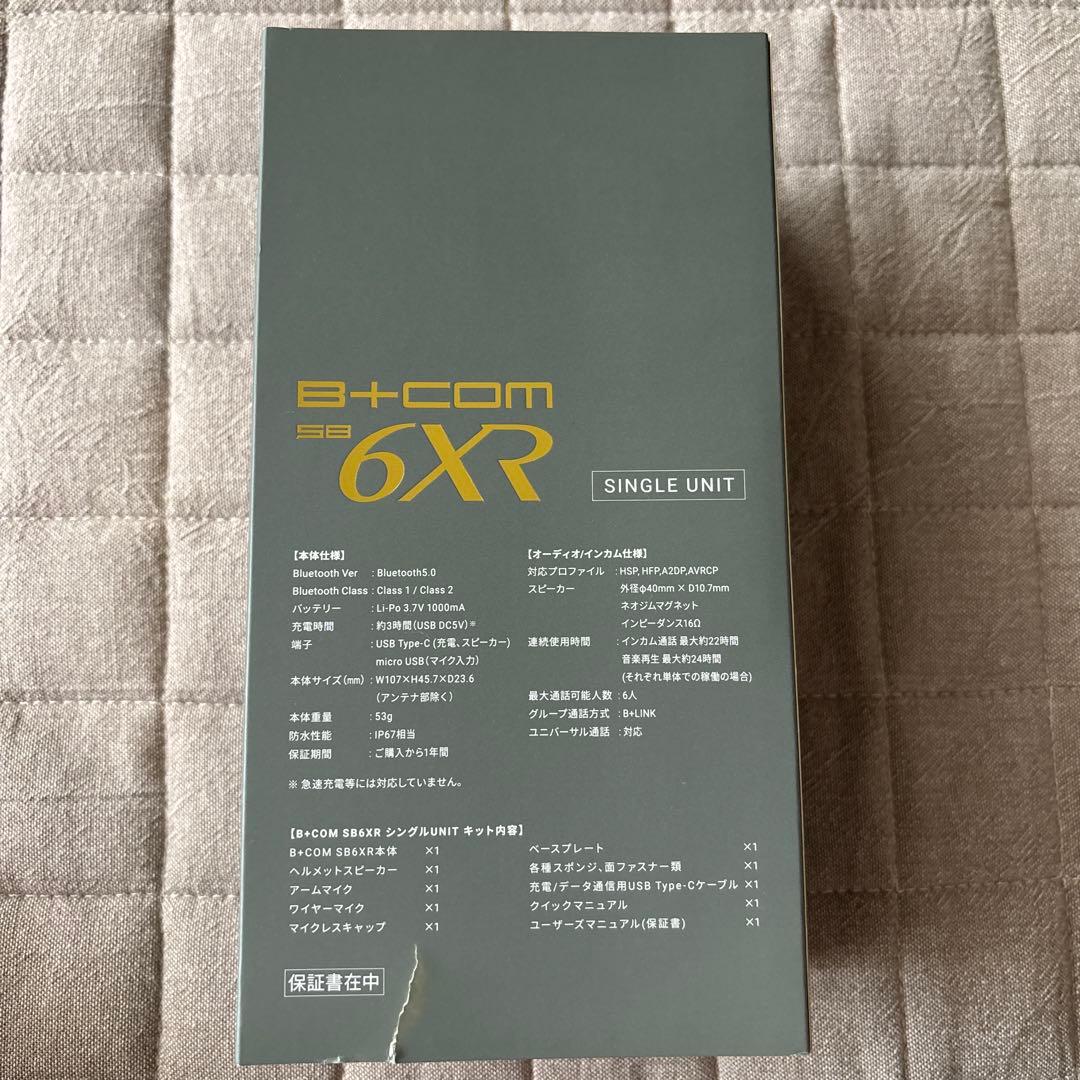 B+COM
SB
6XR
SINGLE UNIT
【本体仕様】
Bluetooth Ver : Bluetooth5.0
Bluetooth Class : Class 1 / Class 2
バッテリー : Li-Po 3.7V 1000mA
充電時間 : 約3時間(USB DC5V)※
端子 : USB Type-C (充電、スピーカー)
micro USB(マイク入力)
本体サイズ(mm) : W107×H45.7×D23.6
(アンテナ部除く)
本体重量 : 53g
防水性能 : IP67相当
保証期間 : ご購入から1年間
※ 急速充電等には対応していません。
【オーディオ/インカム仕様】
対応プロファイル : HSP, HFP,A2DP,AVRCP
スピーカー 外径φ40mm × D10.7mm
ネオジムマグネット
インピーダンス16Ω
連続使用時間 : インカム通話 最大約22時間
音楽再生 最大約24時間
(それぞれ単体での稼働の場合)
最大通話可能人数 : 6人
グループ通話方式 : B+LINK
ユニバーサル通話 : 対応
【B+COM SB6XR シングルUNIT キット内容】
B+COM SB6XR本体 ×1
ヘルメットスピーカー ×1
アームマイク ×1
ワイヤーマイク ×1
マイクレスキャップ ×1
ベースプレート ×1
各種スポンジ、面ファスナー類 ×1
充電/データ通信用USB Type-Cケーブル ×1
クイックマニュアル ×1
ユーザーズマニュアル(保証書) ×1
保証書在中